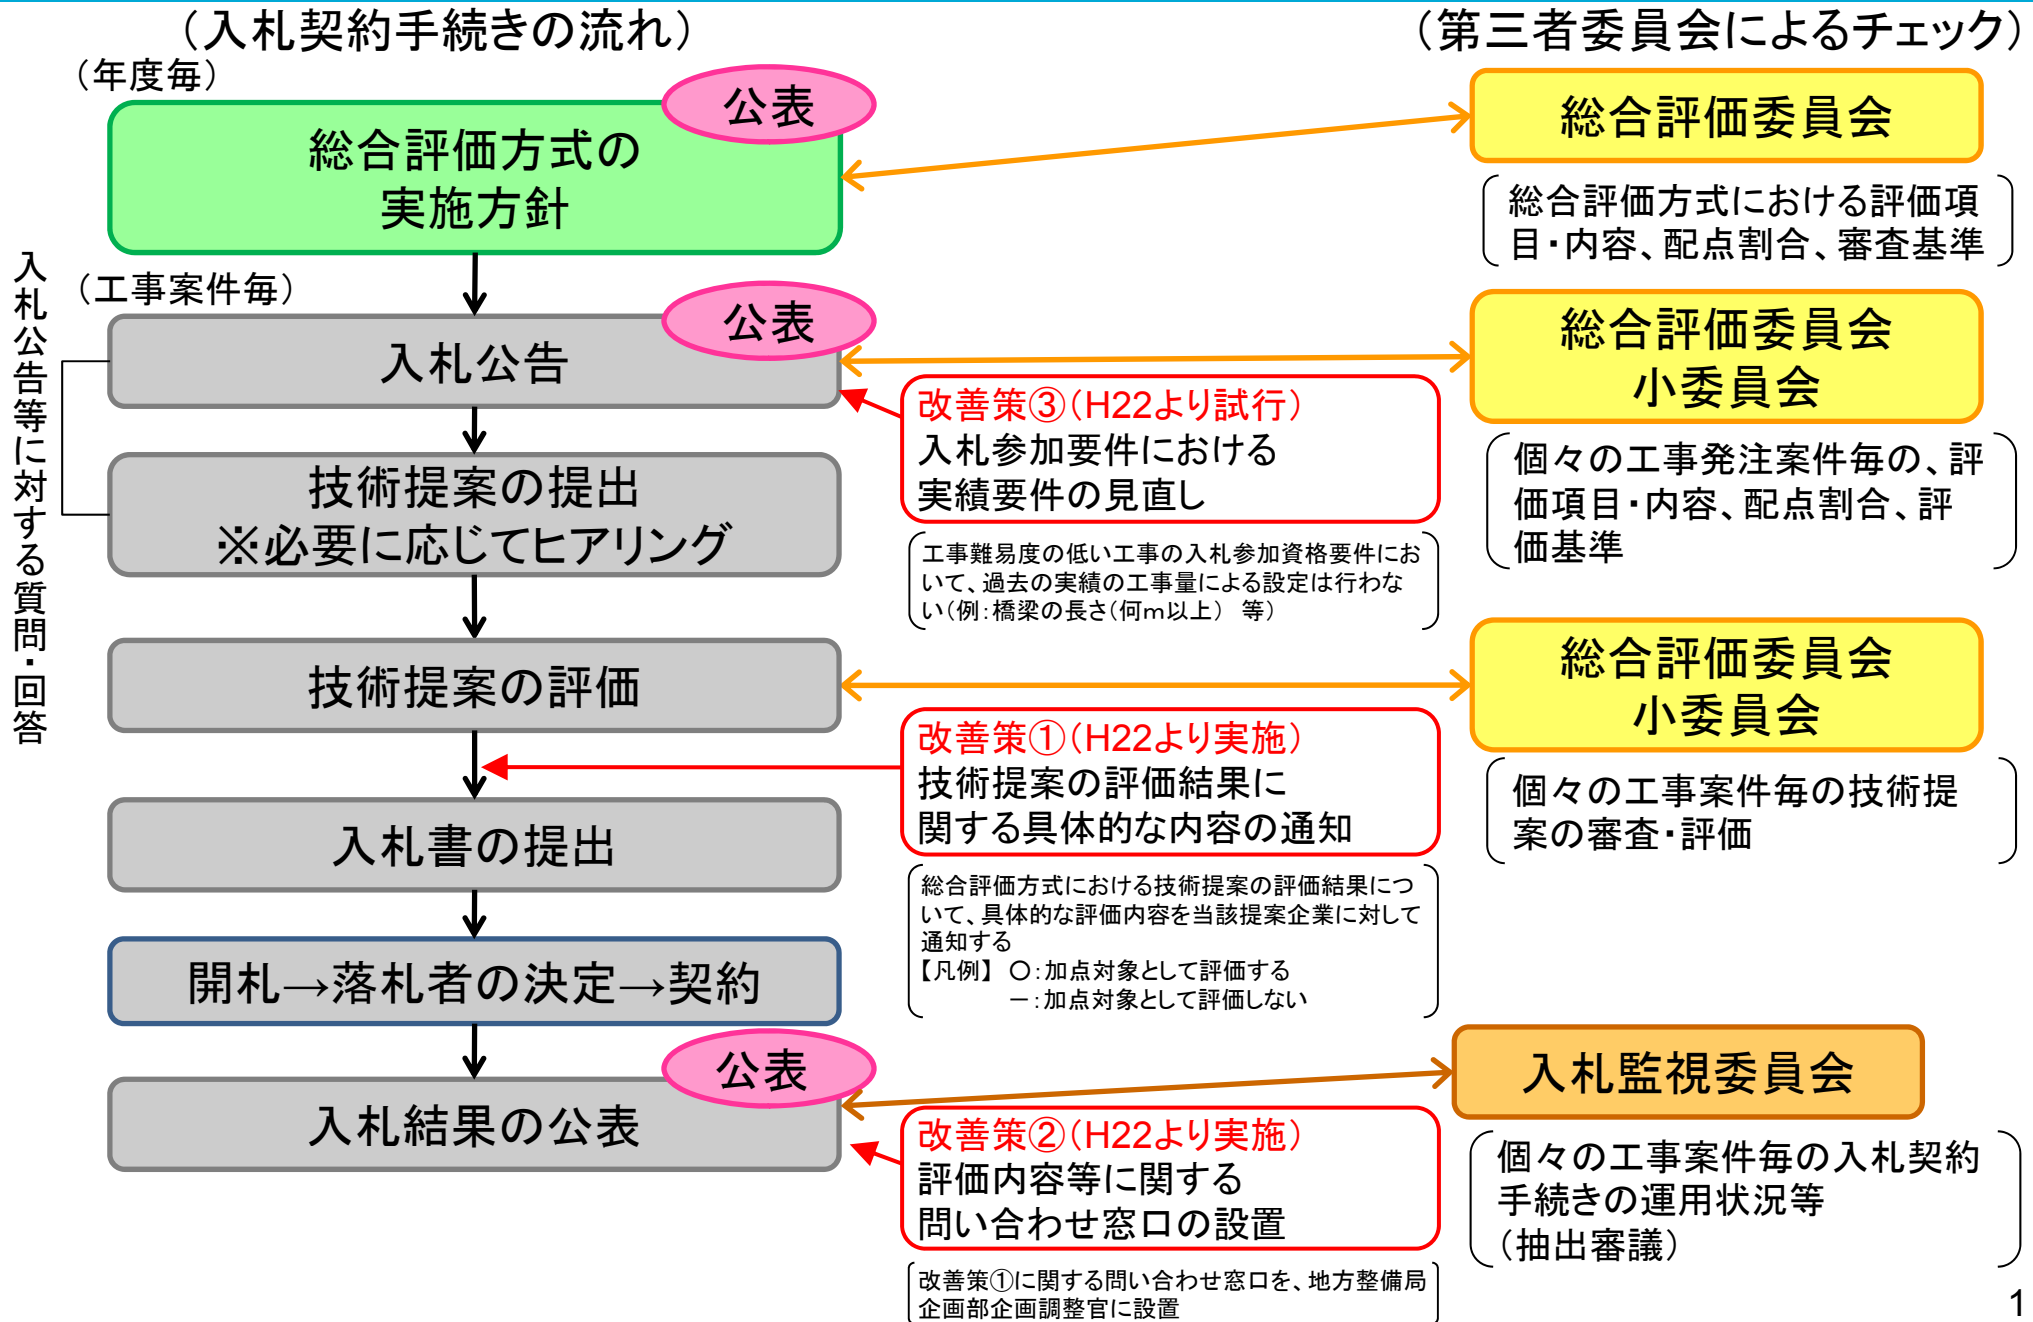 （入札契約手続きの流れ）
（第三者委員会によるチェック）
（年度毎）
公表
総合評価方式の
実施方針
総合評価委員会
総合評価方式における評価項
目・内容、配点割合、審査基準
入札公告等に対する質問・回答
（工事案件毎）
公表
入札公告
総合評価委員会
小委員会
改善策③（H22より試行）
入札参加要件における
実績要件の見直し
個々の工事発注案件毎の、評
価項目・内容、配点割合、評
価基準
技術提案の提出
※必要に応じてヒアリング
工事難易度の低い工事の入札参加資格要件にお
いて、過去の実績の工事量による設定は行わな
い（例：橋梁の長さ（何ｍ以上）　等）
技術提案の評価
総合評価委員会
小委員会
改善策①（H22より実施）
技術提案の評価結果に
関する具体的な内容の通知
個々の工事案件毎の技術提
案の審査・評価
入札書の提出
総合評価方式における技術提案の評価結果につ
いて、具体的な評価内容を当該提案企業に対して
通知する
【凡例】　〇：加点対象として評価する
－：加点対象として評価しない
開札→落札者の決定→契約
公表
入札結果の公表
入札監視委員会
改善策②（H22より実施）
評価内容等に関する
問い合わせ窓口の設置
個々の工事案件毎の入札契約
手続きの運用状況等
（抽出審議）
改善策①に関する問い合わせ窓口を、地方整備局
企画部企画調整官に設置
1